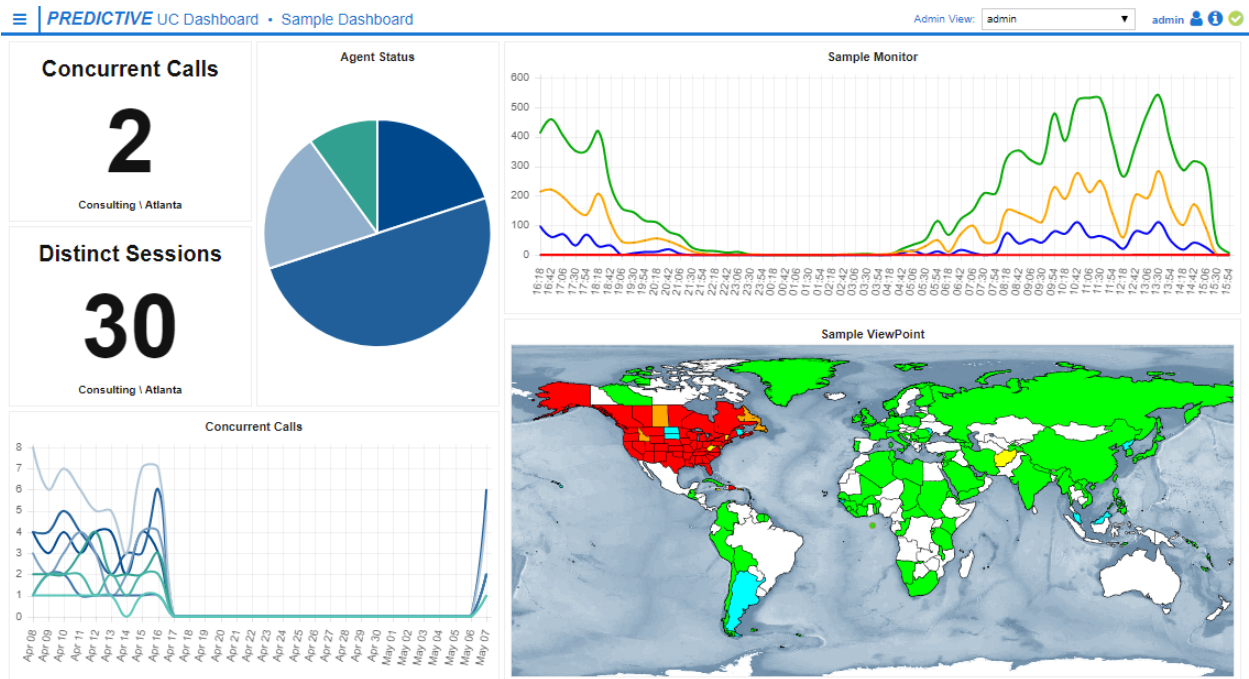 PREDICTIVE UC Dashboard • Sample Dashboard
Admin View: admin
admin
Concurrent Calls
2
Consulting \ Atlanta
Distinct Sessions
30
Consulting \ Atlanta
Agent Status
Sample Monitor
600
500
400
300
200
100
0
16:18
16:42
17:06
17:30
17:54
18:18
18:42
19:06
19:30
19:54
20:18
20:42
21:06
21:30
21:54
22:18
22:42
23:06
23:30
23:54
00:18
00:42
01:06
01:30
01:54
02:18
02:42
03:06
03:30
03:54
04:18
04:42
05:06
05:30
05:54
06:18
06:42
07:06
07:30
07:54
08:18
08:42
09:06
09:30
09:54
10:18
10:42
11:06
11:30
11:54
12:18
12:42
13:06
13:30
13:54
14:18
14:42
15:06
15:30
15:54
Sample ViewPoint
Concurrent Calls
8
7
6
5
4
3
2
1
0
Apr 08
Apr 09
Apr 10
Apr 11
Apr 12
Apr 13
Apr 14
Apr 15
Apr 16
Apr 17
Apr 18
Apr 19
Apr 20
Apr 21
Apr 22
Apr 23
Apr 24
Apr 25
Apr 26
Apr 27
Apr 28
Apr 29
Apr 30
May 01
May 02
May 03
May 04
May 05
May 06
May 07